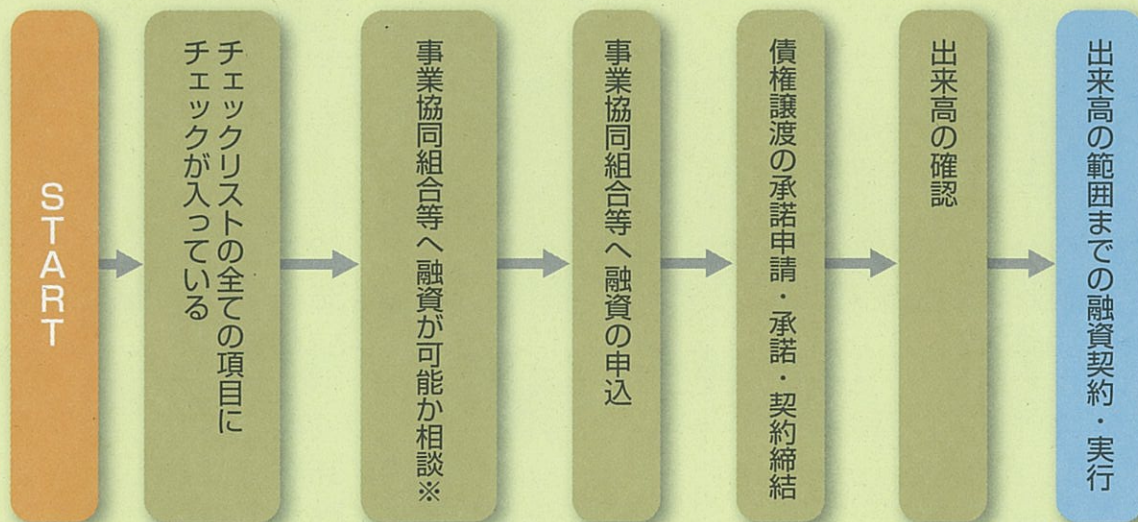 START
チェックリストの全ての項目に
チェックが入っている
事業協同組合等へ融資が可能か相談※
事業協同組合等へ融資の申込
債権譲渡の承諾申請・承諾・契約締結
出来高の確認
出来高の範囲までの融資契約・実行